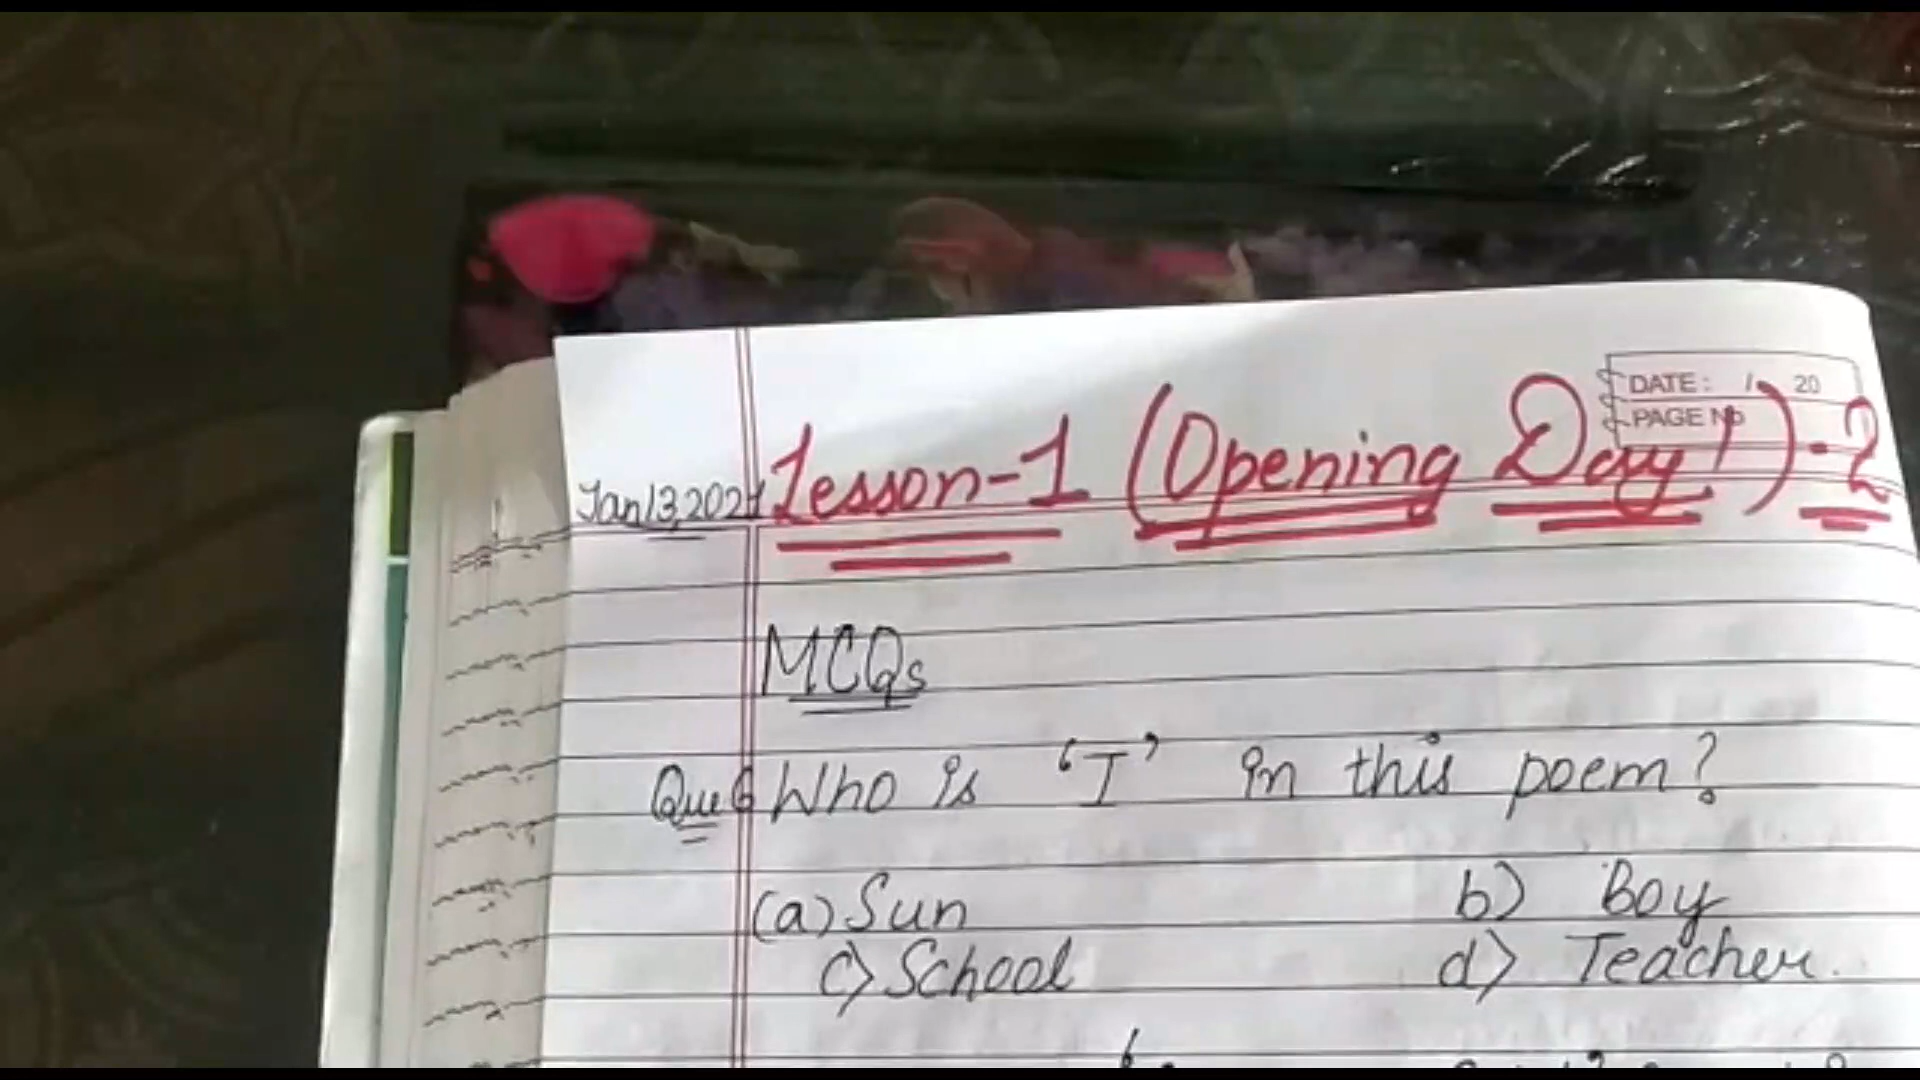 DATE: / 20
PAGE No
Jan 13, 2021 Lesson-1 (Opening Day!)-2
MCQs
Que 6 Who is 'I' in this poem?
(a) Sun b) Boy
c) School d) Teacher.